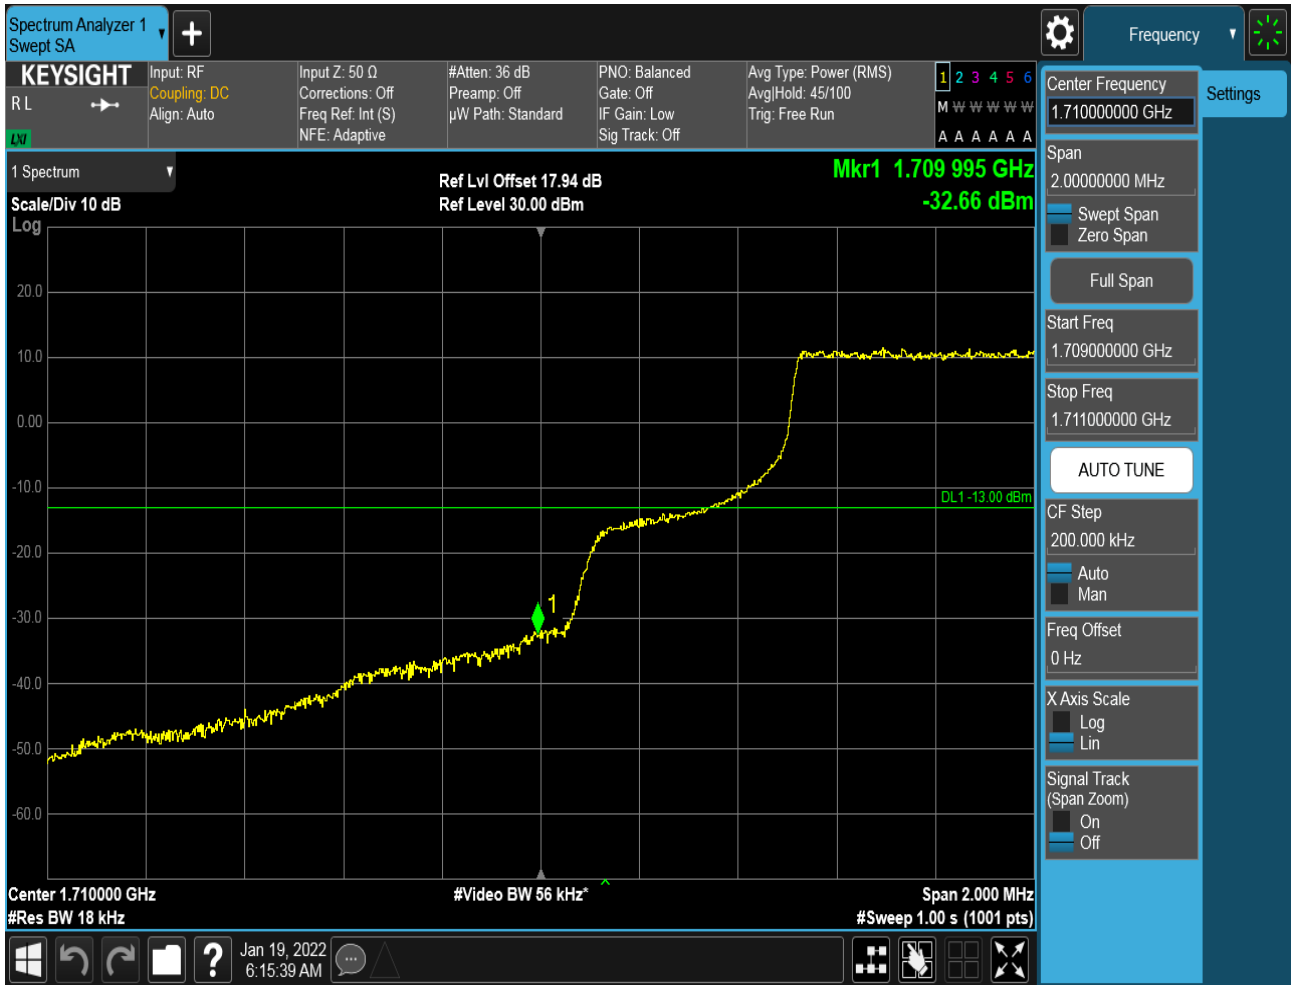 Spectrum Analyzer 1
Swept SA
Frequency
KEYSIGHT
R L
LXI
Input: RF
Coupling: DC
Align: Auto
Input Z: 50 Ω
Corrections: Off
Freq Ref: Int (S)
NFE: Adaptive
#Atten: 36 dB
Preamp: Off
µW Path: Standard
PNO: Balanced
Gate: Off
IF Gain: Low
Sig Track: Off
Avg Type: Power (RMS)
Avg|Hold: 45/100
Trig: Free Run
1 2 3 4 5 6
M W W W W W
A A A A A A
1 Spectrum
Scale/Div 10 dB
Log
Ref Lvl Offset 17.94 dB
Ref Level 30.00 dBm
Mkr1 1.709 995 GHz
-32.66 dBm
20.0
10.0
0.00
-10.0
-20.0
-30.0
-40.0
-50.0
-60.0
DL1 -13.00 dBm
1
Center 1.710000 GHz
#Res BW 18 kHz
#Video BW 56 kHz*
Span 2.000 MHz
#Sweep 1.00 s (1001 pts)
Jan 19, 2022
6:15:39 AM
Center Frequency
1.710000000 GHz
Settings
Span
2.00000000 MHz
Swept Span
Zero Span
Full Span
Start Freq
1.709000000 GHz
Stop Freq
1.711000000 GHz
AUTO TUNE
CF Step
200.000 kHz
Auto
Man
Freq Offset
0 Hz
X Axis Scale
Log
Lin
Signal Track
(Span Zoom)
On
Off